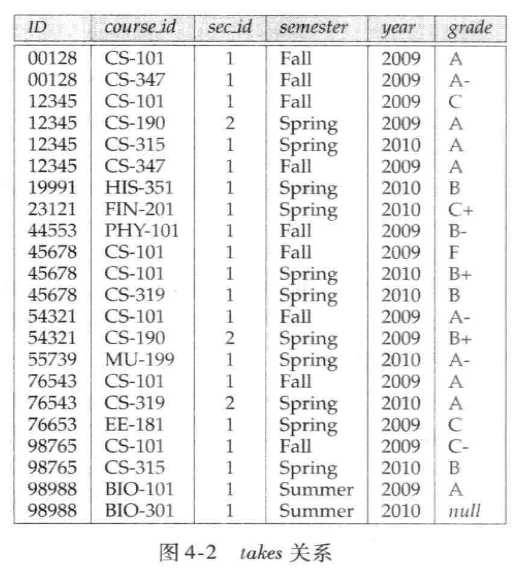 ID course_id sec_id semester year grade
00128 CS-101 1 Fall 2009 A
00128 CS-347 1 Fall 2009 A-
12345 CS-101 1 Fall 2009 C
12345 CS-190 2 Spring 2009 A
12345 CS-315 1 Spring 2010 A
12345 CS-347 1 Fall 2009 A
19991 HIS-351 1 Spring 2010 B
23121 FIN-201 1 Spring 2010 C+
44553 PHY-101 1 Fall 2009 B-
45678 CS-101 1 Fall 2009 F
45678 CS-101 1 Spring 2010 B+
45678 CS-319 1 Spring 2010 B
54321 CS-101 1 Fall 2009 A-
54321 CS-190 2 Spring 2009 B+
55739 MU-199 1 Spring 2010 A-
76543 CS-101 1 Fall 2009 A
76543 CS-319 2 Spring 2010 A
76653 EE-181 1 Spring 2009 C
98765 CS-101 1 Fall 2009 C-
98765 CS-315 1 Spring 2010 B
98988 BIO-101 1 Summer 2009 A
98988 BIO-301 1 Summer 2010 null
图 4-2 takes 关系